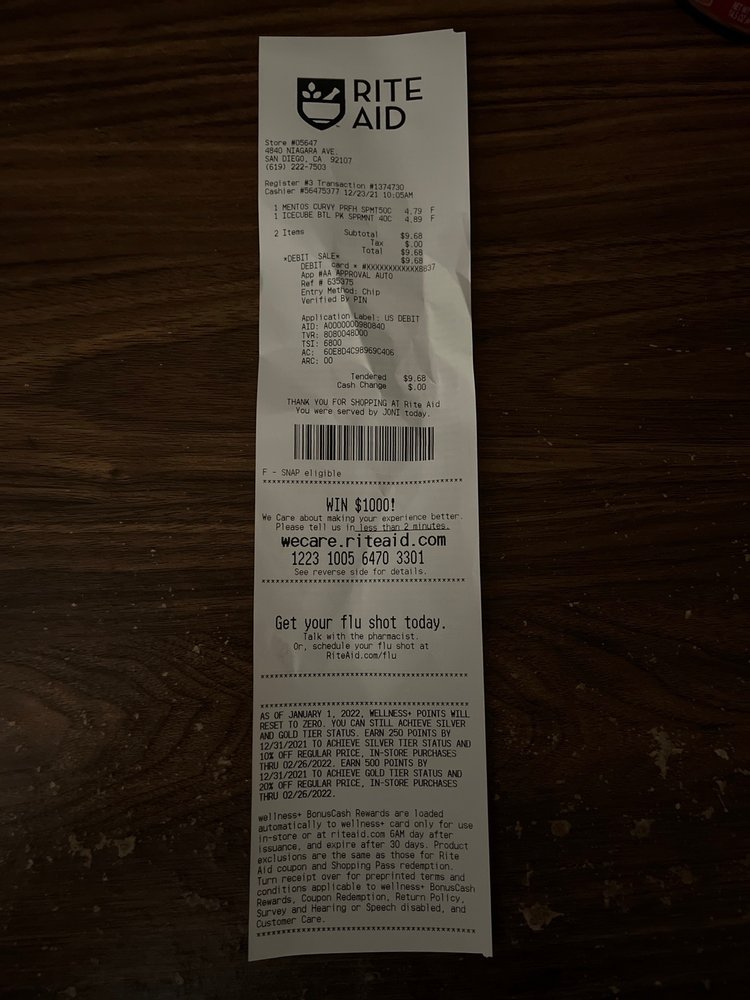 RITE
AID
Store #05647
4840 NIAGARA AVE.
SAN DIEGO, CA 92107
(619) 222-7503
Register #3 Transaction #1374730
Cashier #56475377 12/23/21 10:05AM
1 MENTOS CURVY PRFH SPMT50C 4.79 F
1 ICECUBE BTL PK SPRMNT 40C 4.89 F
2 Items Subtotal $9.68
Tax $.00
Total $9.68
*DEBIT SALE* $9.68
DEBIT card * #XXXXXXXXXXXX8837
App #AA APPROVAL AUTO
Ref # 635375
Entry Method: Chip
Verified By PIN
Application Label: US DEBIT
AID: A0000000980840
TVR: 8080048000
TSI: 6800
AC: 60E8D4C98969C406
ARC: 00
Tendered $9.68
Cash Change $.00
THANK YOU FOR SHOPPING AT Rite Aid
You were served by JONI today.
F - SNAP eligible
WIN $1000!
We Care about making your experience better.
Please tell us in less than 2 minutes.
wecare.riteaid.com
1223 1005 6470 3301
See reverse side for details.
Get your flu shot today.
Talk with the pharmacist.
Or, schedule your flu shot at
RiteAid.com/flu
AS OF JANUARY 1, 2022, WELLNESS+ POINTS WILL
RESET TO ZERO. YOU CAN STILL ACHIEVE SILVER
AND GOLD TIER STATUS. EARN 250 POINTS BY
12/31/2021 TO ACHIEVE SILVER TIER STATUS AND
10% OFF REGULAR PRICE, IN-STORE PURCHASES
THRU 02/26/2022. EARN 500 POINTS BY
12/31/2021 TO ACHIEVE GOLD TIER STATUS AND
20% OFF REGULAR PRICE, IN-STORE PURCHASES
THRU 02/26/2022.
wellness+ BonusCash Rewards are loaded
automatically to wellness+ card only for use
in-store or at riteaid.com 6AM day after
issuance, and expire after 30 days. Product
exclusions are the same as those for Rite
Aid coupon and Shopping Pass redemption.
Turn receipt over for preprinted terms and
conditions applicable to wellness+ BonusCash
Rewards, Coupon Redemption, Return Policy,
Survey and Hearing or Speech disabled, and
Customer Care.